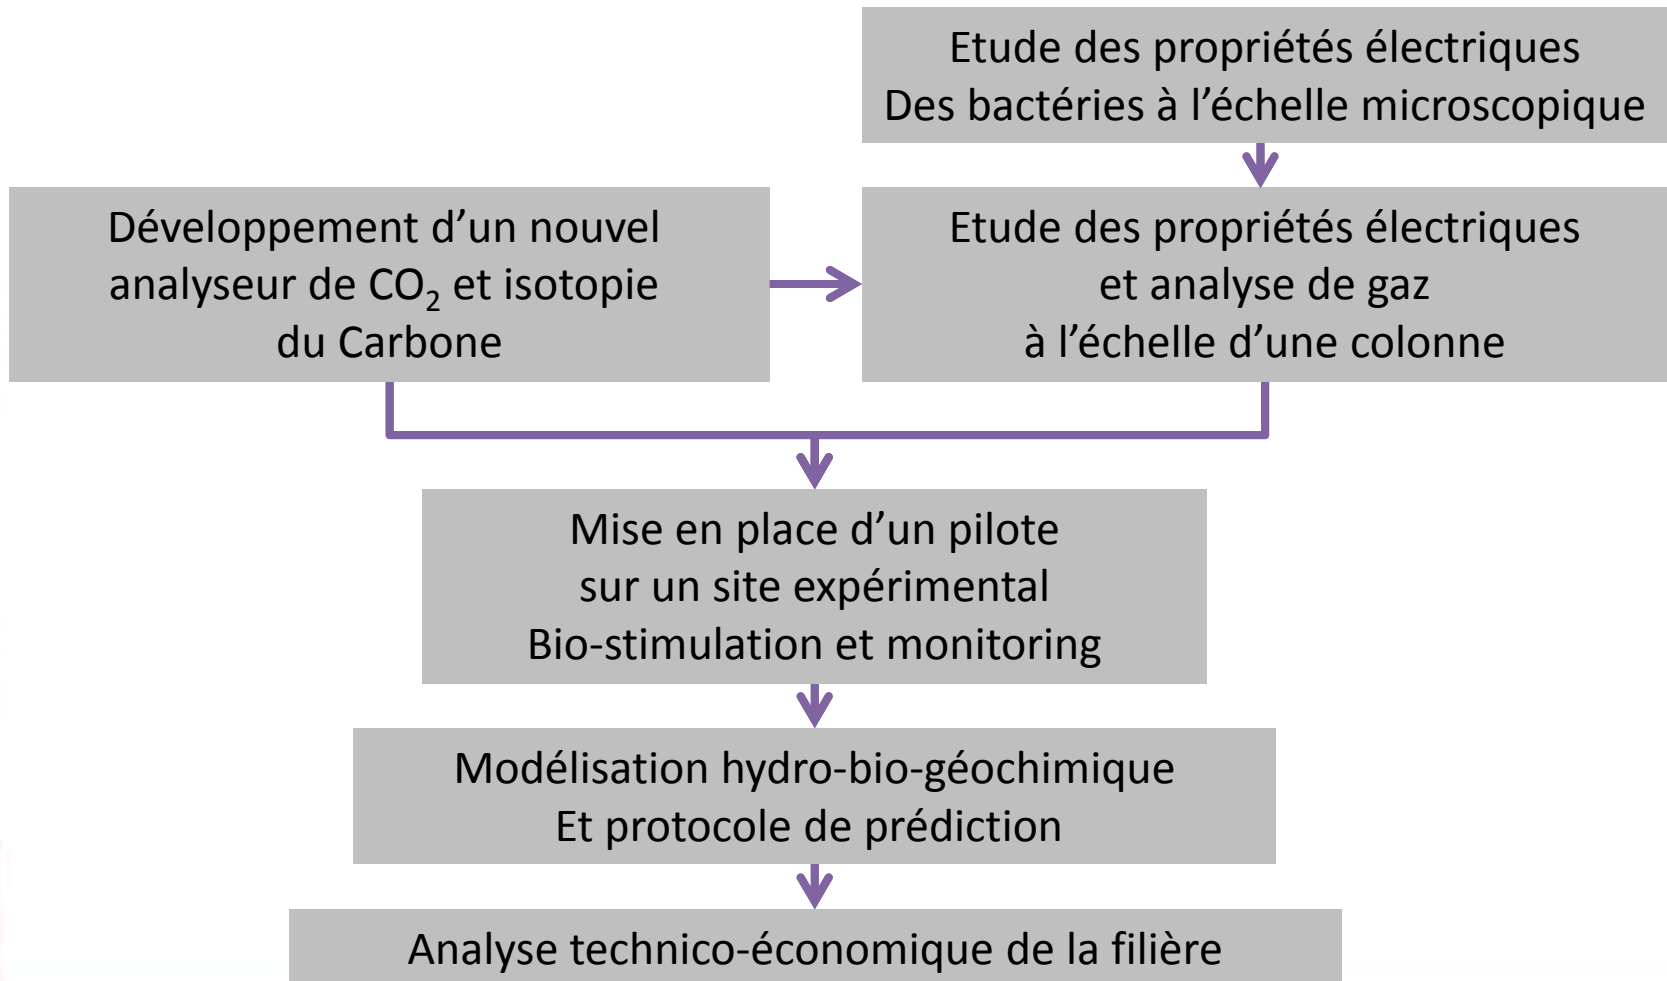 Etude des propriétés électriques
Des bactéries à l’échelle microscopique
Développement d’un nouvel
analyseur de CO₂ et isotopie
du Carbone
Etude des propriétés électriques
et analyse de gaz
à l’échelle d’une colonne
Mise en place d’un pilote
sur un site expérimental
Bio-stimulation et monitoring
Modélisation hydro-bio-géochimique
Et protocole de prédiction
Analyse technico-économique de la filière